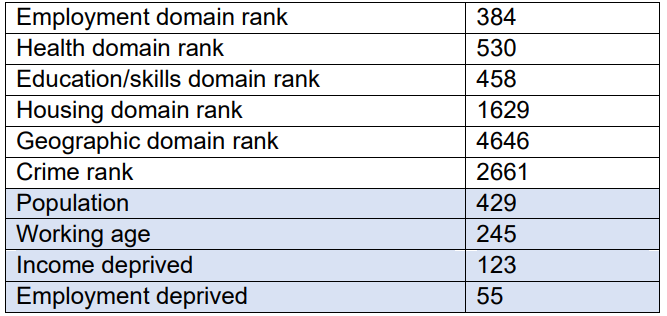 Employment domain rank 384
Health domain rank 530
Education/skills domain rank 458
Housing domain rank 1629
Geographic domain rank 4646
Crime rank 2661
Population 429
Working age 245
Income deprived 123
Employment deprived 55